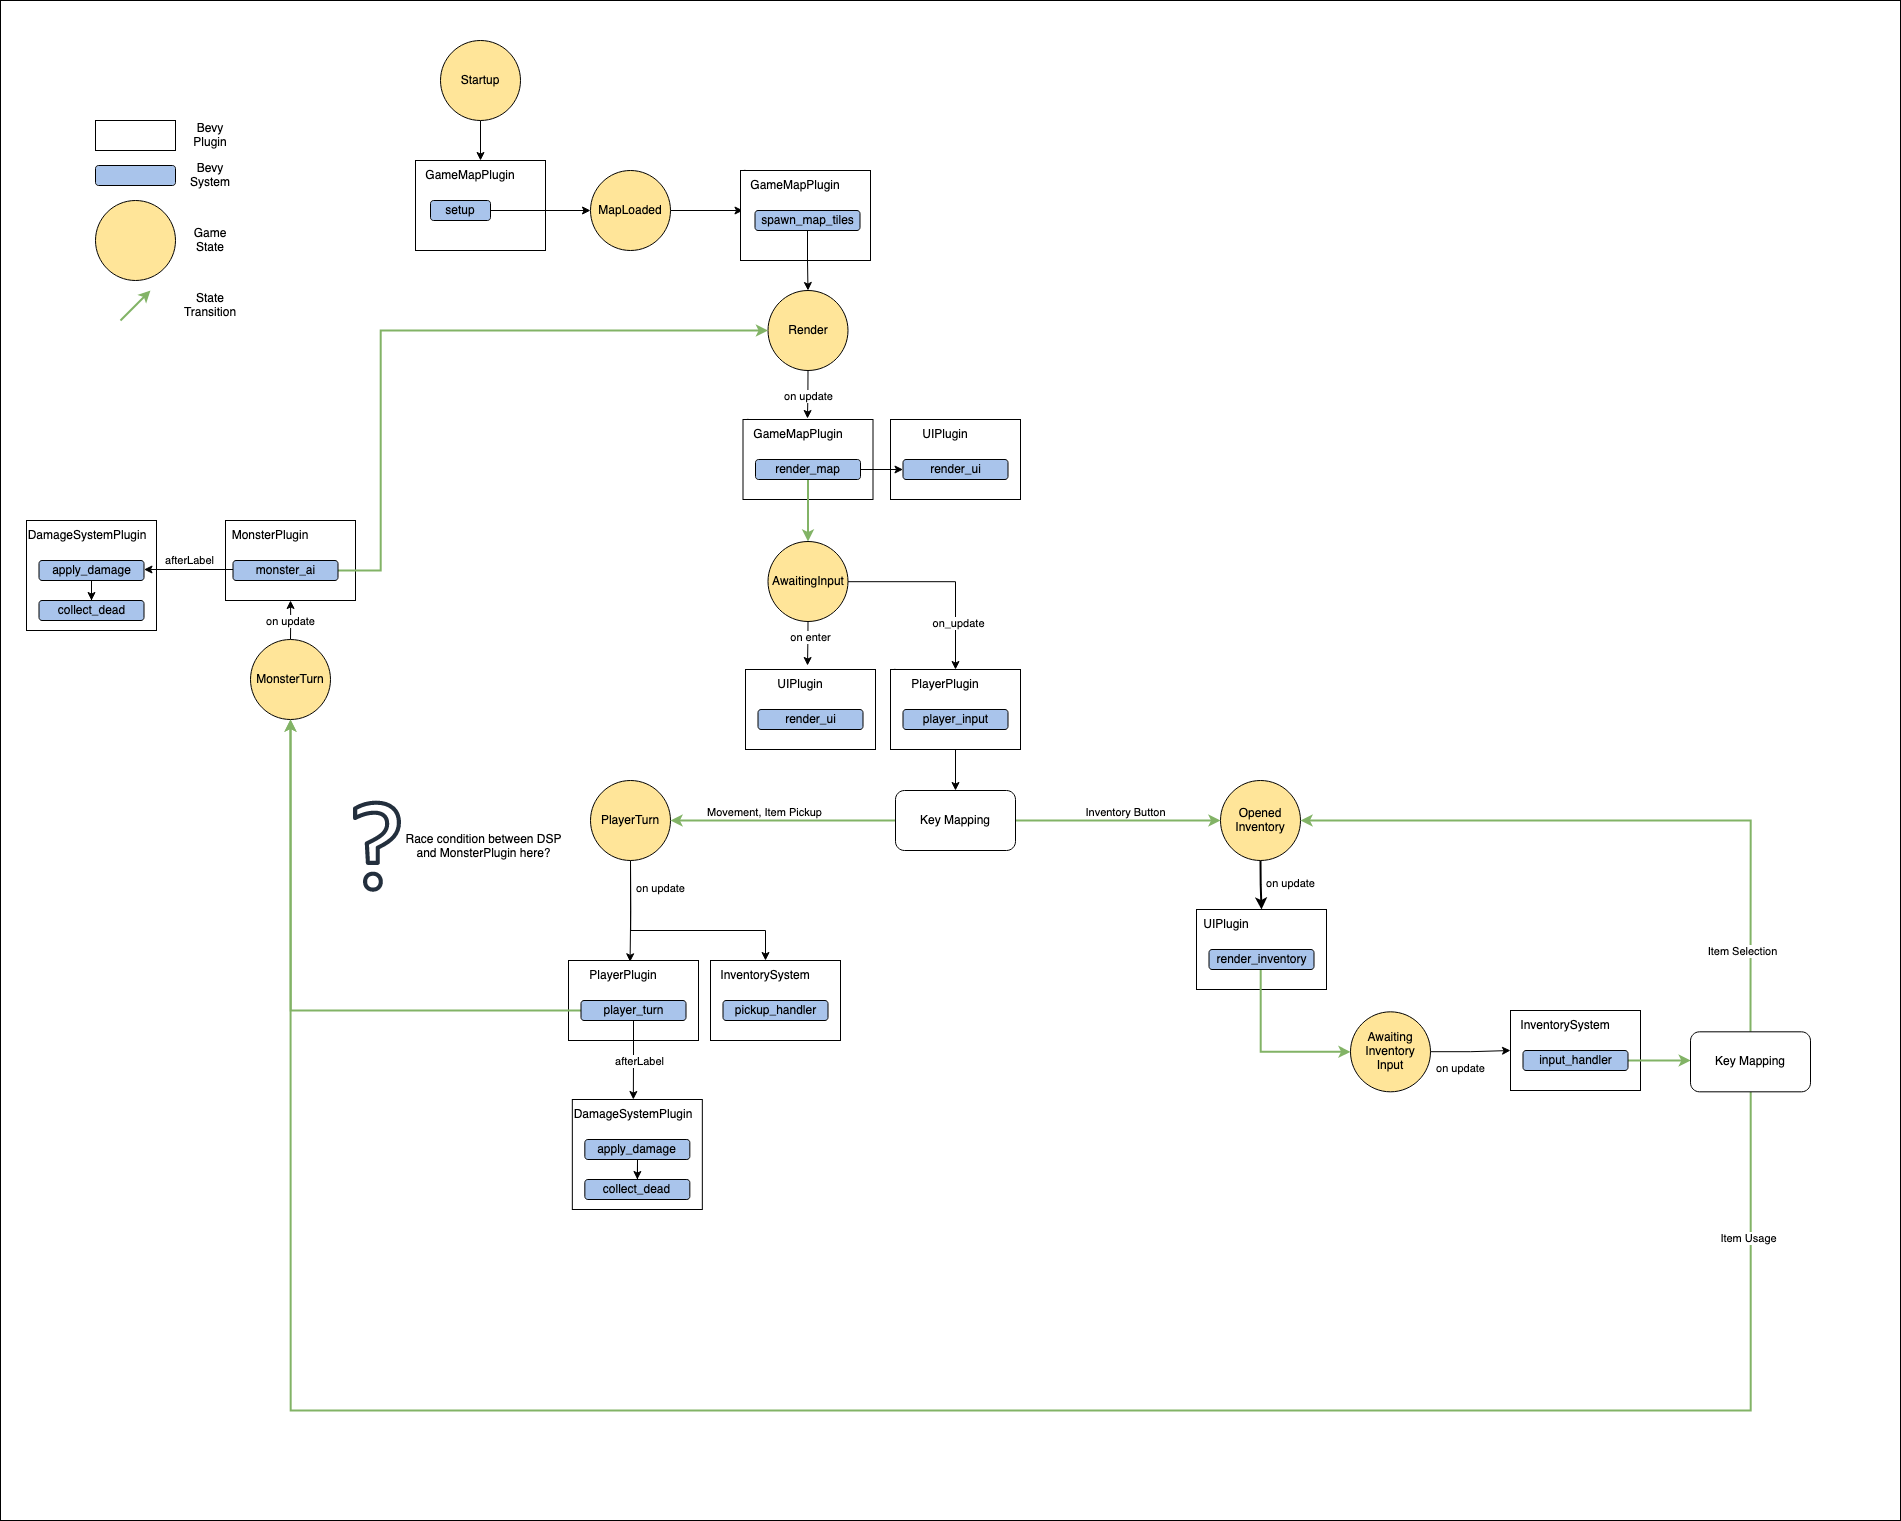 Startup
Bevy
Plugin
Bevy
System
Game
State
State
Transition
GameMapPlugin
setup
MapLoaded
GameMapPlugin
spawn_map_tiles
Render
on update
GameMapPlugin
render_map
UIPlugin
render_ui
DamageSystemPlugin
apply_damage
collect_dead
afterLabel
MonsterPlugin
monster_ai
on update
MonsterTurn
AwaitingInput
on enter
on_update
UIPlugin
render_ui
PlayerPlugin
player_input
?
Race condition between DSP
and MonsterPlugin here?
PlayerTurn
Movement, Item Pickup
Key Mapping
Inventory Button
Opened
Inventory
on update
on update
UIPlugin
render_inventory
Item Selection
PlayerPlugin
player_turn
InventorySystem
pickup_handler
afterLabel
DamageSystemPlugin
apply_damage
collect_dead
Awaiting
Inventory
Input
on update
InventorySystem
input_handler
Key Mapping
Item Usage